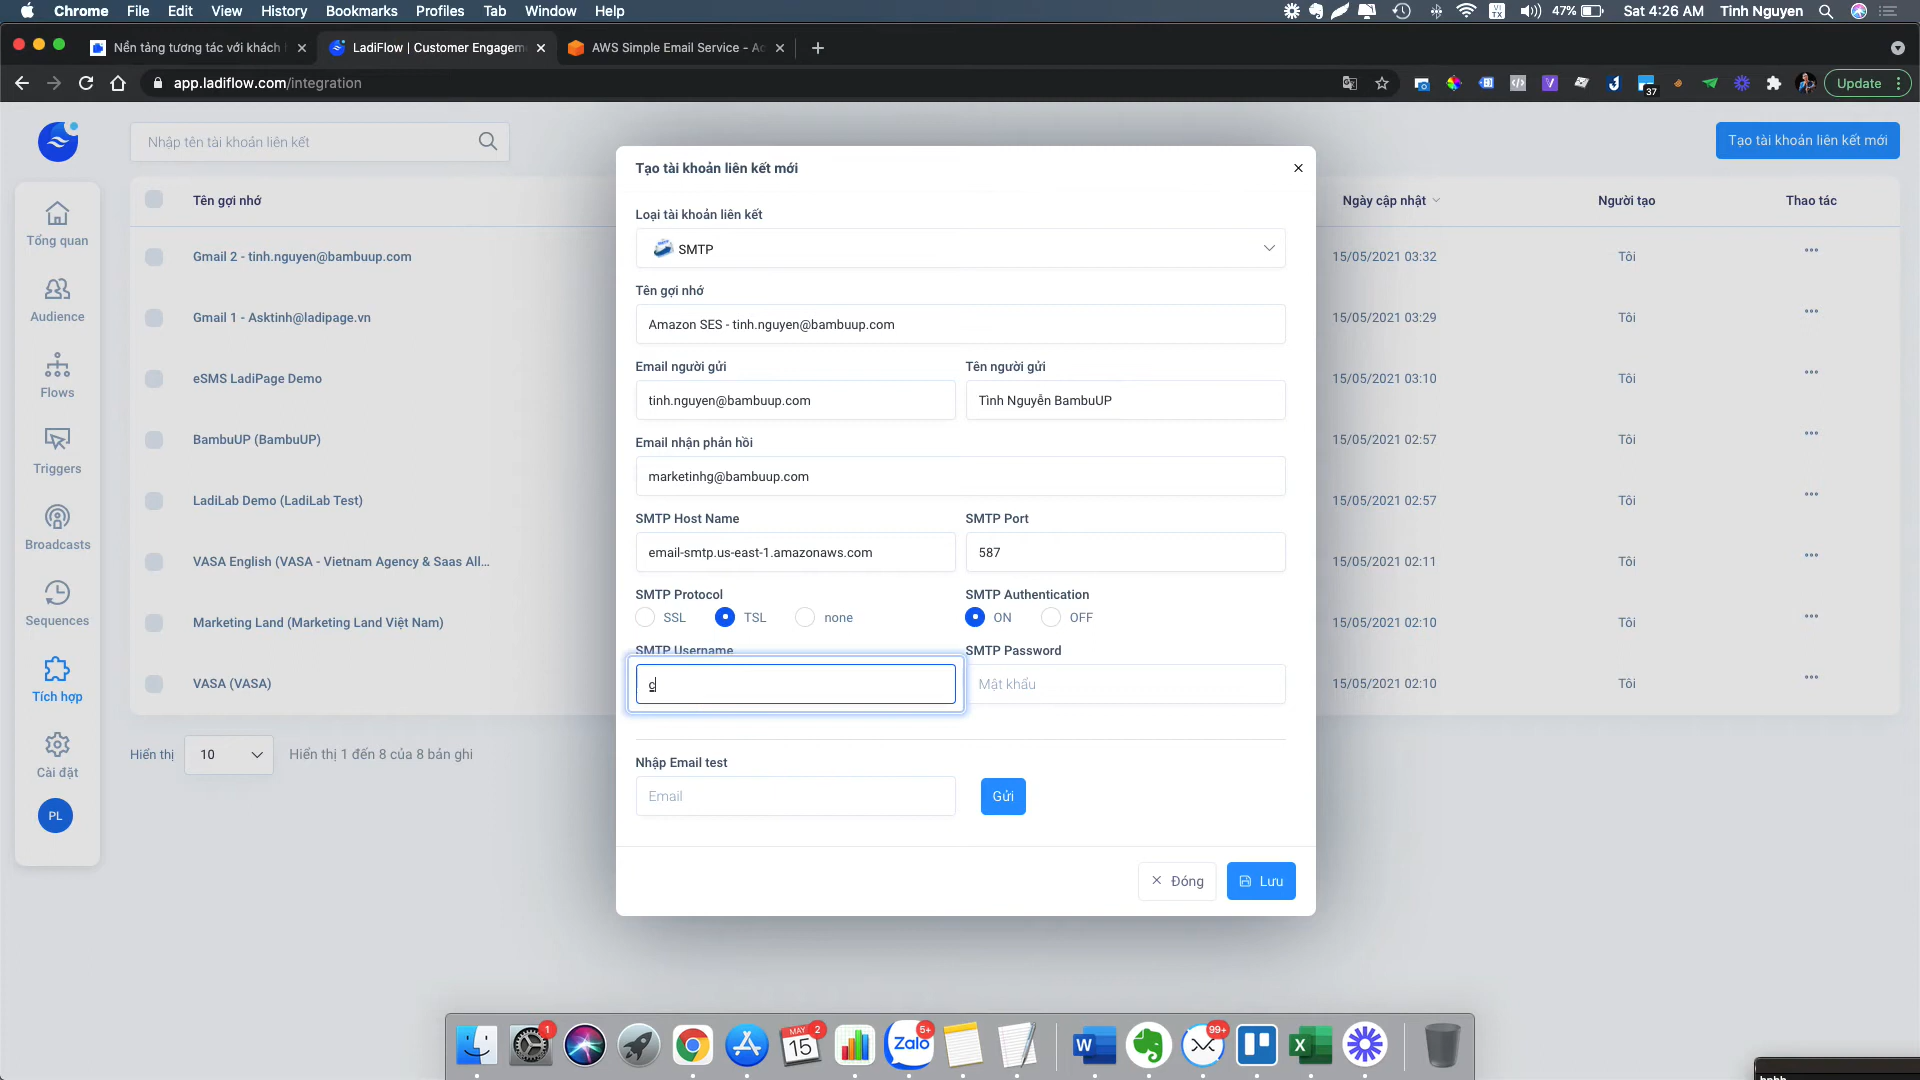 Chrome File Edit View History Bookmarks Profiles Tab Window Help
VI TX
47%
Sat 4:26 AM Tinh Nguyen
Nền tảng tương tác với khách
LadiFlow | Customer Engagem
AWS Simple Email Service - Ac
app.ladiflow.com/integration
37
Update
Nhập tên tài khoản liên kết
Tạo tài khoản liên kết mới
Tên gợi nhớ
Ngày cập nhật
Người tạo
Thao tác
Gmail 2 - tinh.nguyen@bambuup.com
15/05/2021 03:32
Tôi
Gmail 1 - Asktinh@ladipage.vn
15/05/2021 03:29
Tôi
eSMS LadiPage Demo
15/05/2021 03:10
Tôi
BambuUP (BambuUP)
15/05/2021 02:57
Tôi
LadiLab Demo (LadiLab Test)
15/05/2021 02:57
Tôi
VASA English (VASA - Vietnam Agency & Saas All...
15/05/2021 02:11
Tôi
Marketing Land (Marketing Land Việt Nam)
15/05/2021 02:10
Tôi
VASA (VASA)
15/05/2021 02:10
Tôi
Hiển thị 10 Hiển thị 1 đến 8 của 8 bản ghi
Tổng quan
Audience
Flows
Triggers
Broadcasts
Sequences
Tích hợp
Cài đặt
PL
Tạo tài khoản liên kết mới
Loại tài khoản liên kết
SMTP
Tên gợi nhớ
Amazon SES - tinh.nguyen@bambuup.com
Email người gửi
Tên người gửi
tinh.nguyen@bambuup.com
Tình Nguyễn BambuUP
Email nhận phản hồi
marketinhg@bambuup.com
SMTP Host Name
SMTP Port
email-smtp.us-east-1.amazonaws.com
587
SMTP Protocol
SMTP Authentication
SSL TSL none
ON OFF
SMTP Username
SMTP Password
c
Mật khẩu
Nhập Email test
Email
Gửi
Đóng
Lưu
1
MAY
15
2
Zalo
5+
W
99+
X